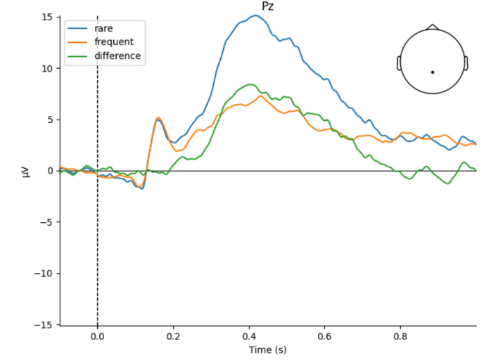 Pz
15
rare
frequent
difference
10
5
0
−5
−10
−15
µV
0.0 0.2 0.4 0.6 0.8
Time (s)